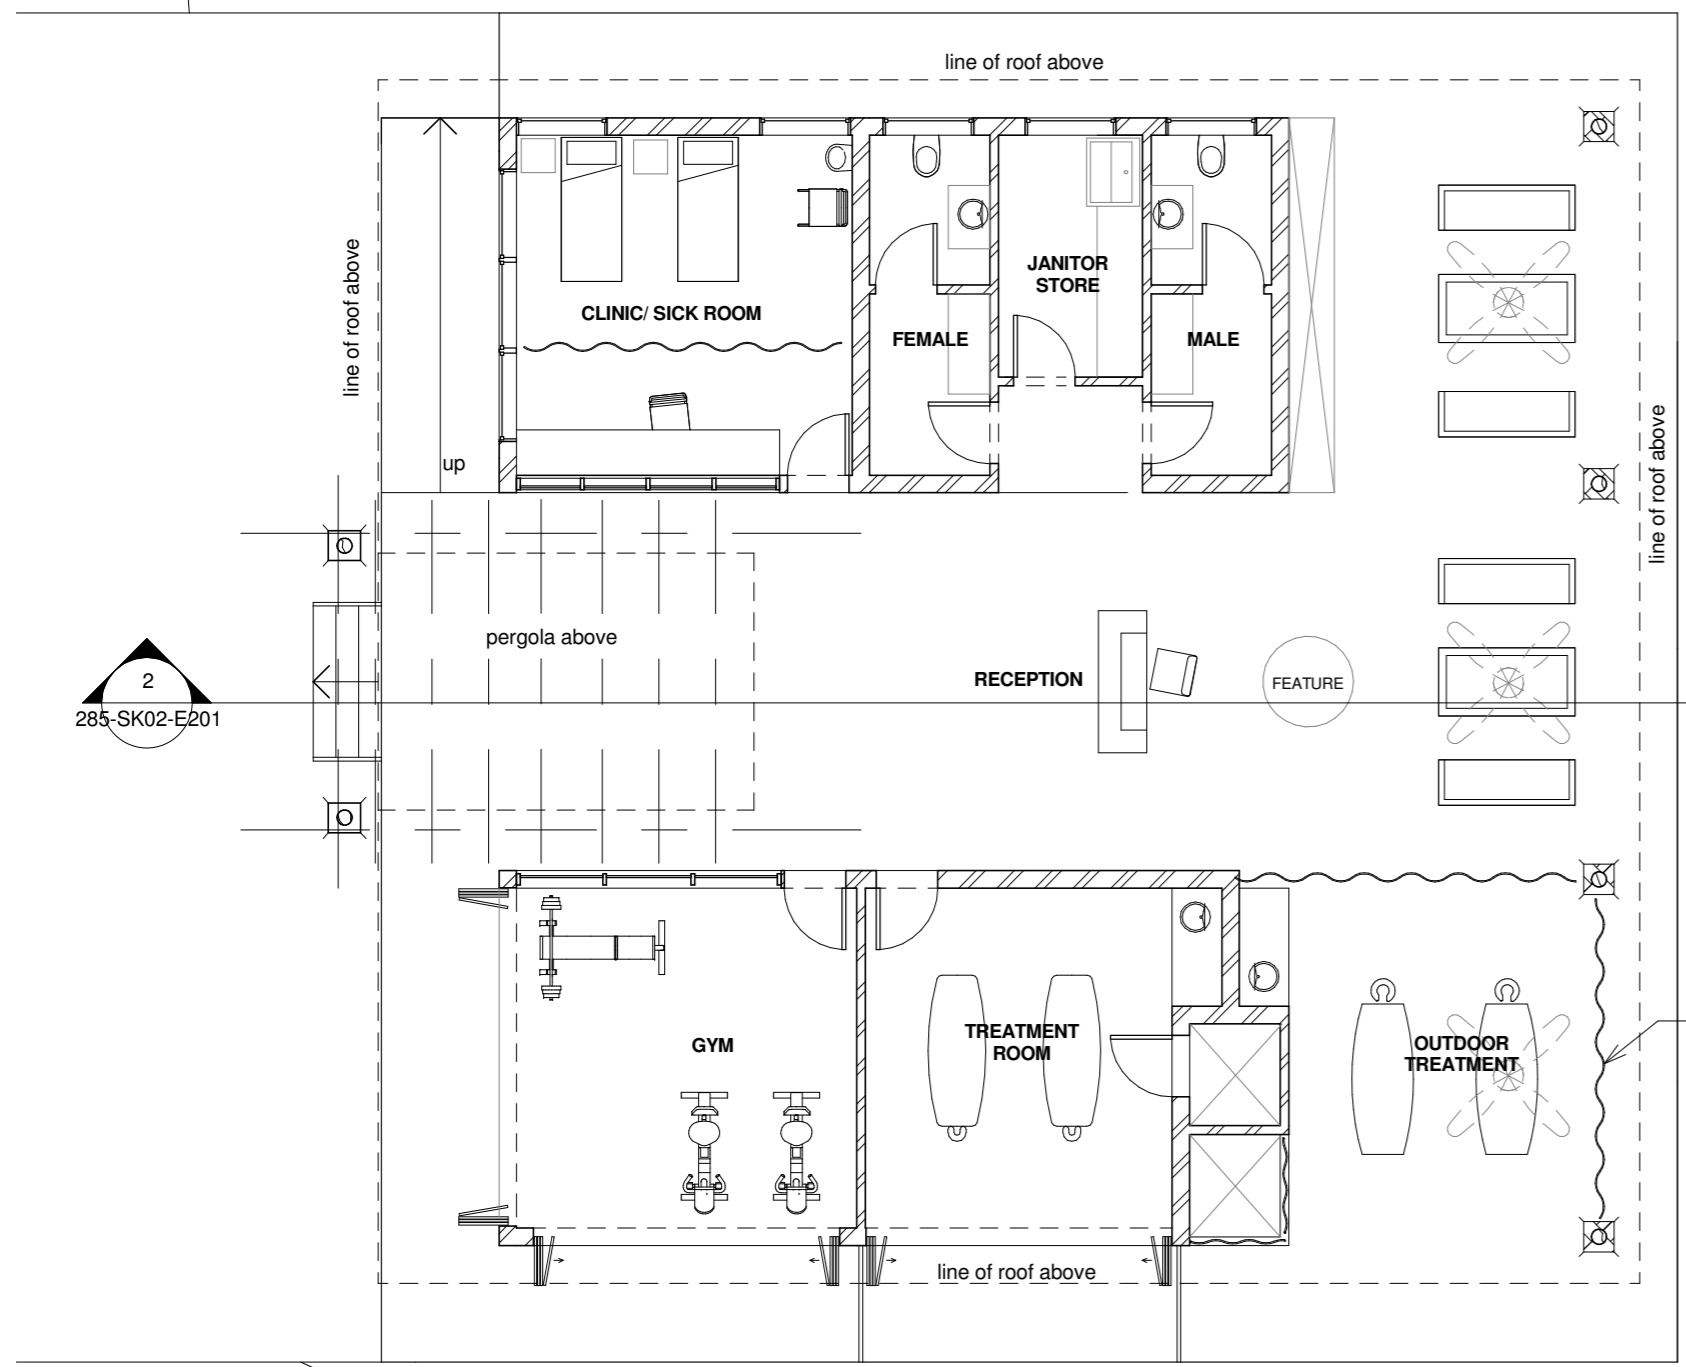 line of roof above
line of roof above
JANITOR
STORE
CLINIC/ SICK ROOM
FEMALE
MALE
up
line of roof above
pergola above
2
285-SK02-E201
RECEPTION
FEATURE
GYM
TREATMENT
ROOM
OUTDOOR
TREATMENT
line of roof above